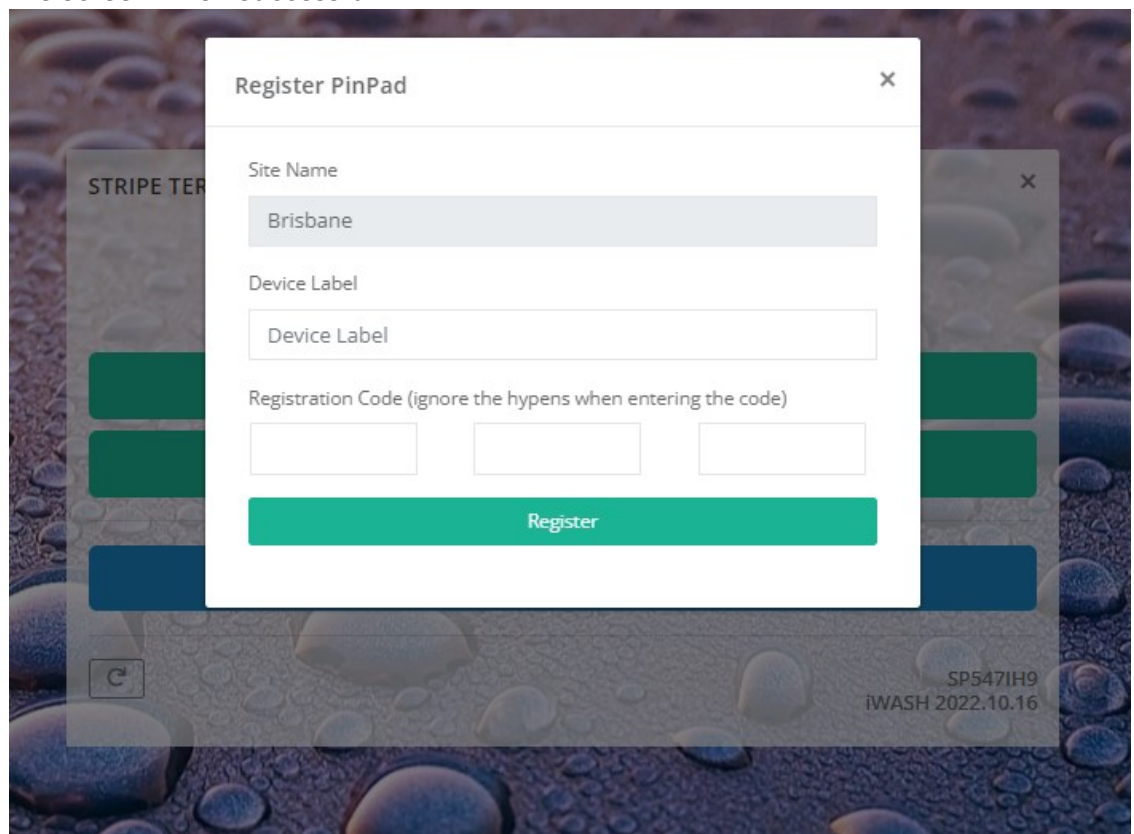 Register PinPad
×
STRIPE TER
×
Site Name
Brisbane
Device Label
Device Label
Registration Code (ignore the hypens when entering the code)
Register
SP547IH9
iWASH 2022.10.16